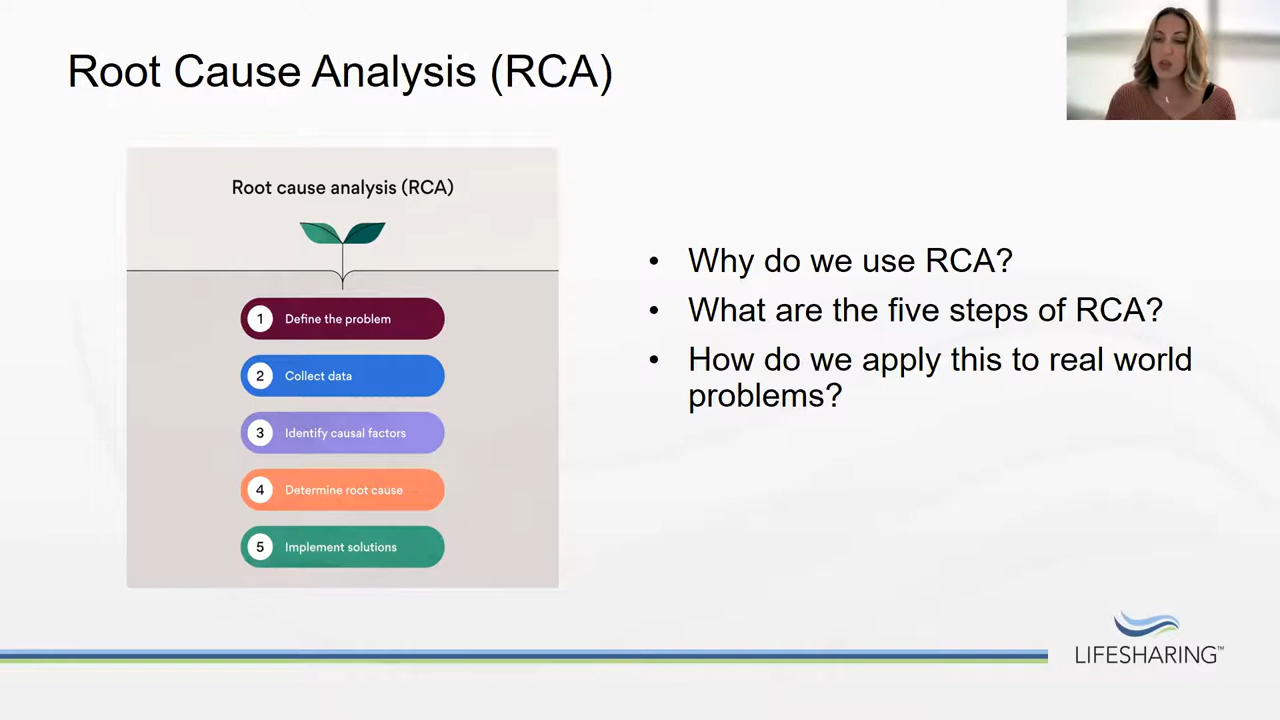 Root Cause Analysis (RCA)
Root cause analysis (RCA)
1 Define the problem
2 Collect data
3 Identify causal factors
4 Determine root cause
5 Implement solutions
• Why do we use RCA?
• What are the five steps of RCA?
• How do we apply this to real world
problems?
LIFESHARING™